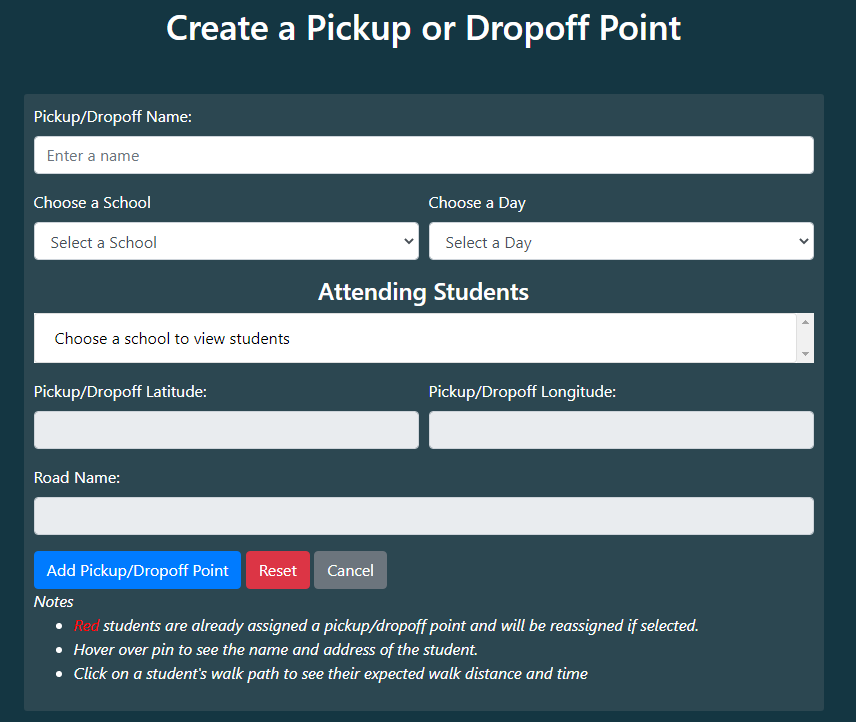 Create a Pickup or Dropoff Point
Pickup/Dropoff Name:
Enter a name
Choose a School
Choose a Day
Select a School
Select a Day
Attending Students
Choose a school to view students
Pickup/Dropoff Latitude:
Pickup/Dropoff Longitude:
Road Name:
Add Pickup/Dropoff Point
Reset
Cancel
Notes
Red students are already assigned a pickup/dropoff point and will be reassigned if selected.
Hover over pin to see the name and address of the student.
Click on a student's walk path to see their expected walk distance and time